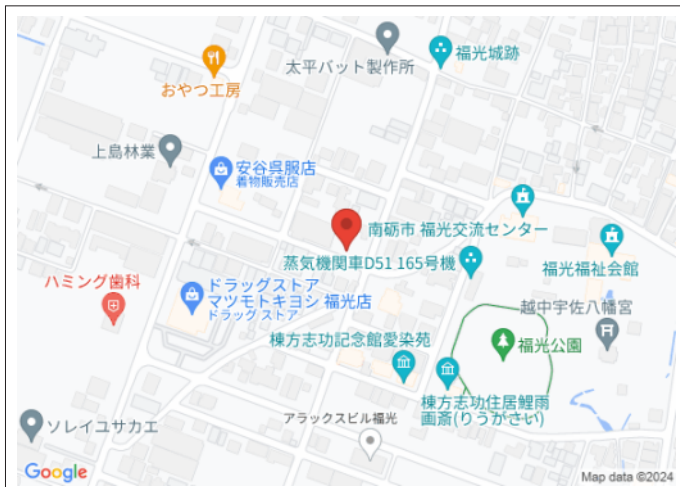 福光城跡
太平バット製作所
おやつ工房
上島林業
安谷呉服店
着物販売店
南砺市 福光交流センター
蒸気機関車D51 165号機
福光福祉会館
ハミング歯科
ドラッグストア
マツモトキヨシ 福光店
ドラッグ ストア
越中宇佐八幡宮
棟方志功記念館愛染苑
福光公園
棟方志功住居鯉雨
画斎(りうがさい)
アラックスビル福光
ソレイユサカエ
Google
Map data ©2024